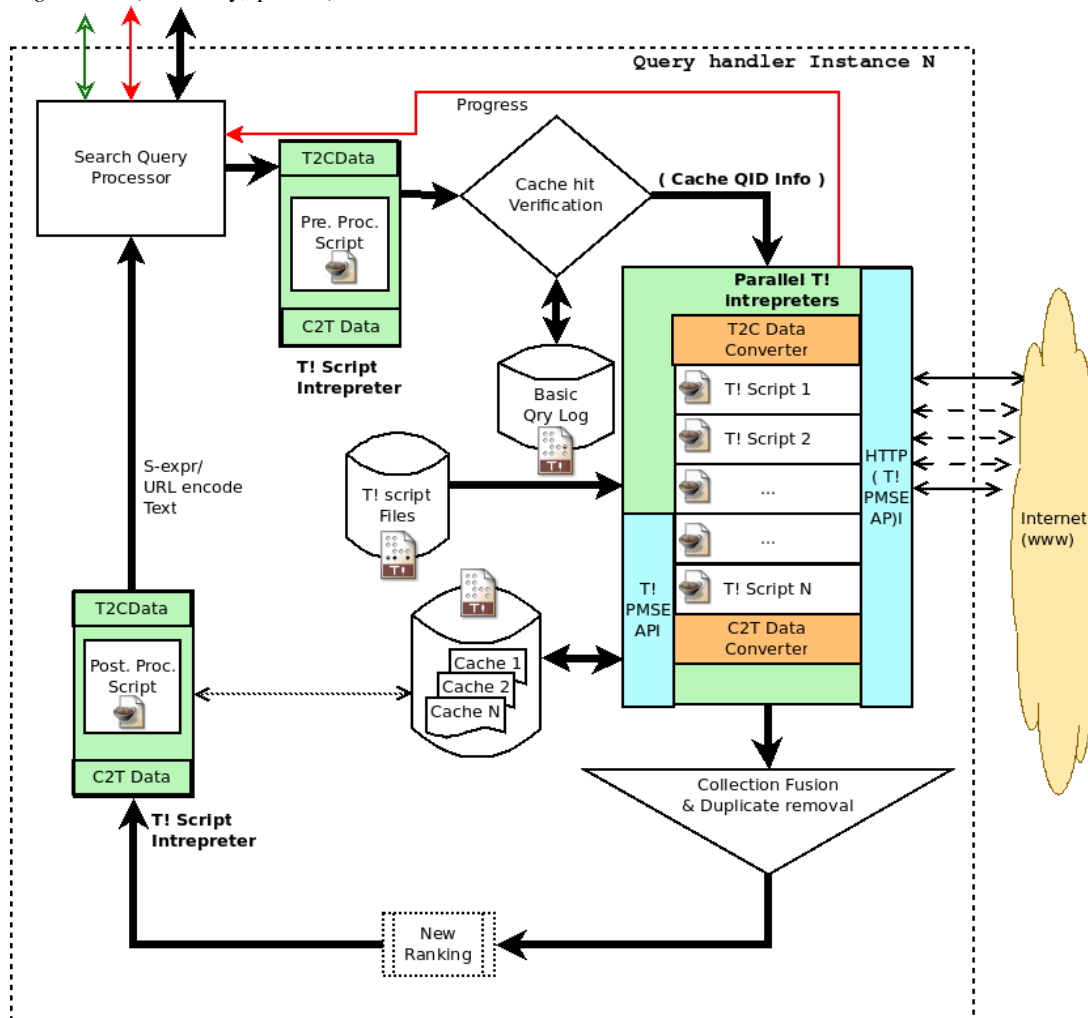 Query handler Instance N
Progress
Search Query
Processor
T2CData
Pre. Proc.
Script
C2T Data
T! Script
Intrepreter
Cache hit
Verification
( Cache QID Info )
Parallel T!
intrepreters
T2C Data
Converter
T! Script 1
T! Script 2
...
...
T! Script N
C2T Data
Converter
HTTP
( T!
PMSE
AP)I
T!
PMSE
API
Internet
(www)
Basic
Qry Log
T!
T! script
Files
T!
T!
Cache 1
Cache 2
Cache N
S-expr/
URL encode
Text
T2CData
Post. Proc.
Script
C2T Data
T! Script
Intrepreter
Collection Fusion
& Duplicate removal
New
Ranking